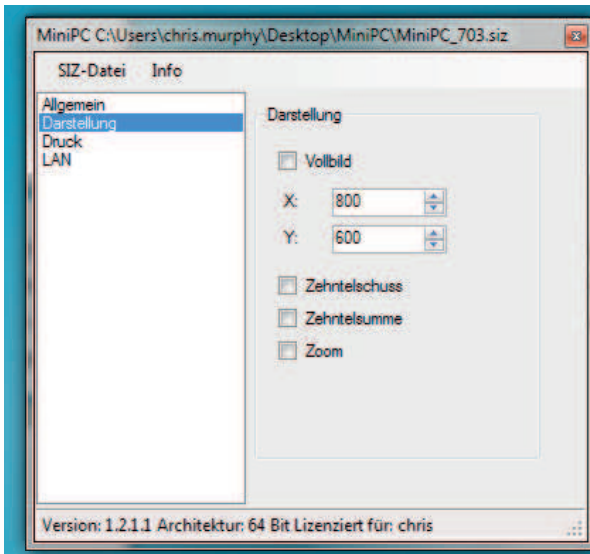 MiniPC C:\Users\chris.murphy\Desktop\MiniPC\MiniPC_703.siz
SIZ-Datei Info
Allgemein
Darstellung
Druck
LAN
Darstellung
Vollbild
X: 800
Y: 600
Zehntelschuss
Zehntelsumme
Zoom
Version: 1.2.1.1 Architektur: 64 Bit Lizenziert für: chris